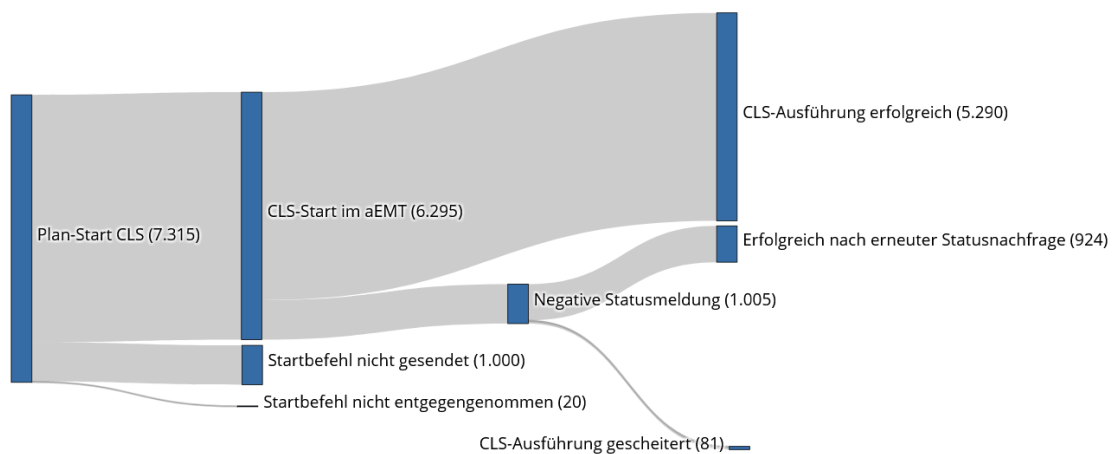 CLS-Ausführung erfolgreich (5.290)
CLS-Start im aEMT (6.295)
Plan-Start CLS (7.315)
Erfolgreich nach erneuter Statusnachfrage (924)
Negative Statusmeldung (1.005)
Startbefehl nicht gesendet (1.000)
Startbefehl nicht entgegengenommen (20)
CLS-Ausführung gescheitert (81)